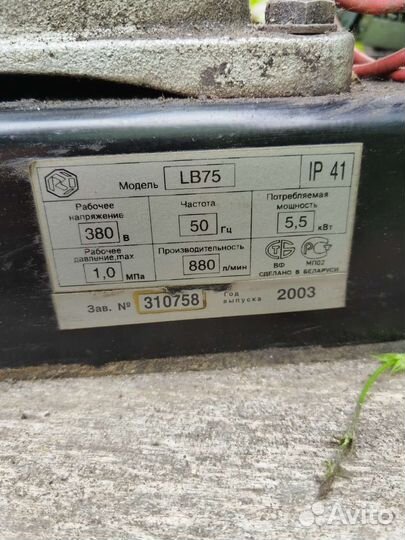 Модель LB75 IP 41
Рабочее напряжение 380 В
Частота 50 Гц
Потребляемая мощность 5,5 кВт
Рабочее давление,max 1,0 МПа
Производительность 880 л/мин
ВФ МП02
СДЕЛАНО В БЕЛАРУСИ
Зав. № 310758 Год выпуска 2003
Avito